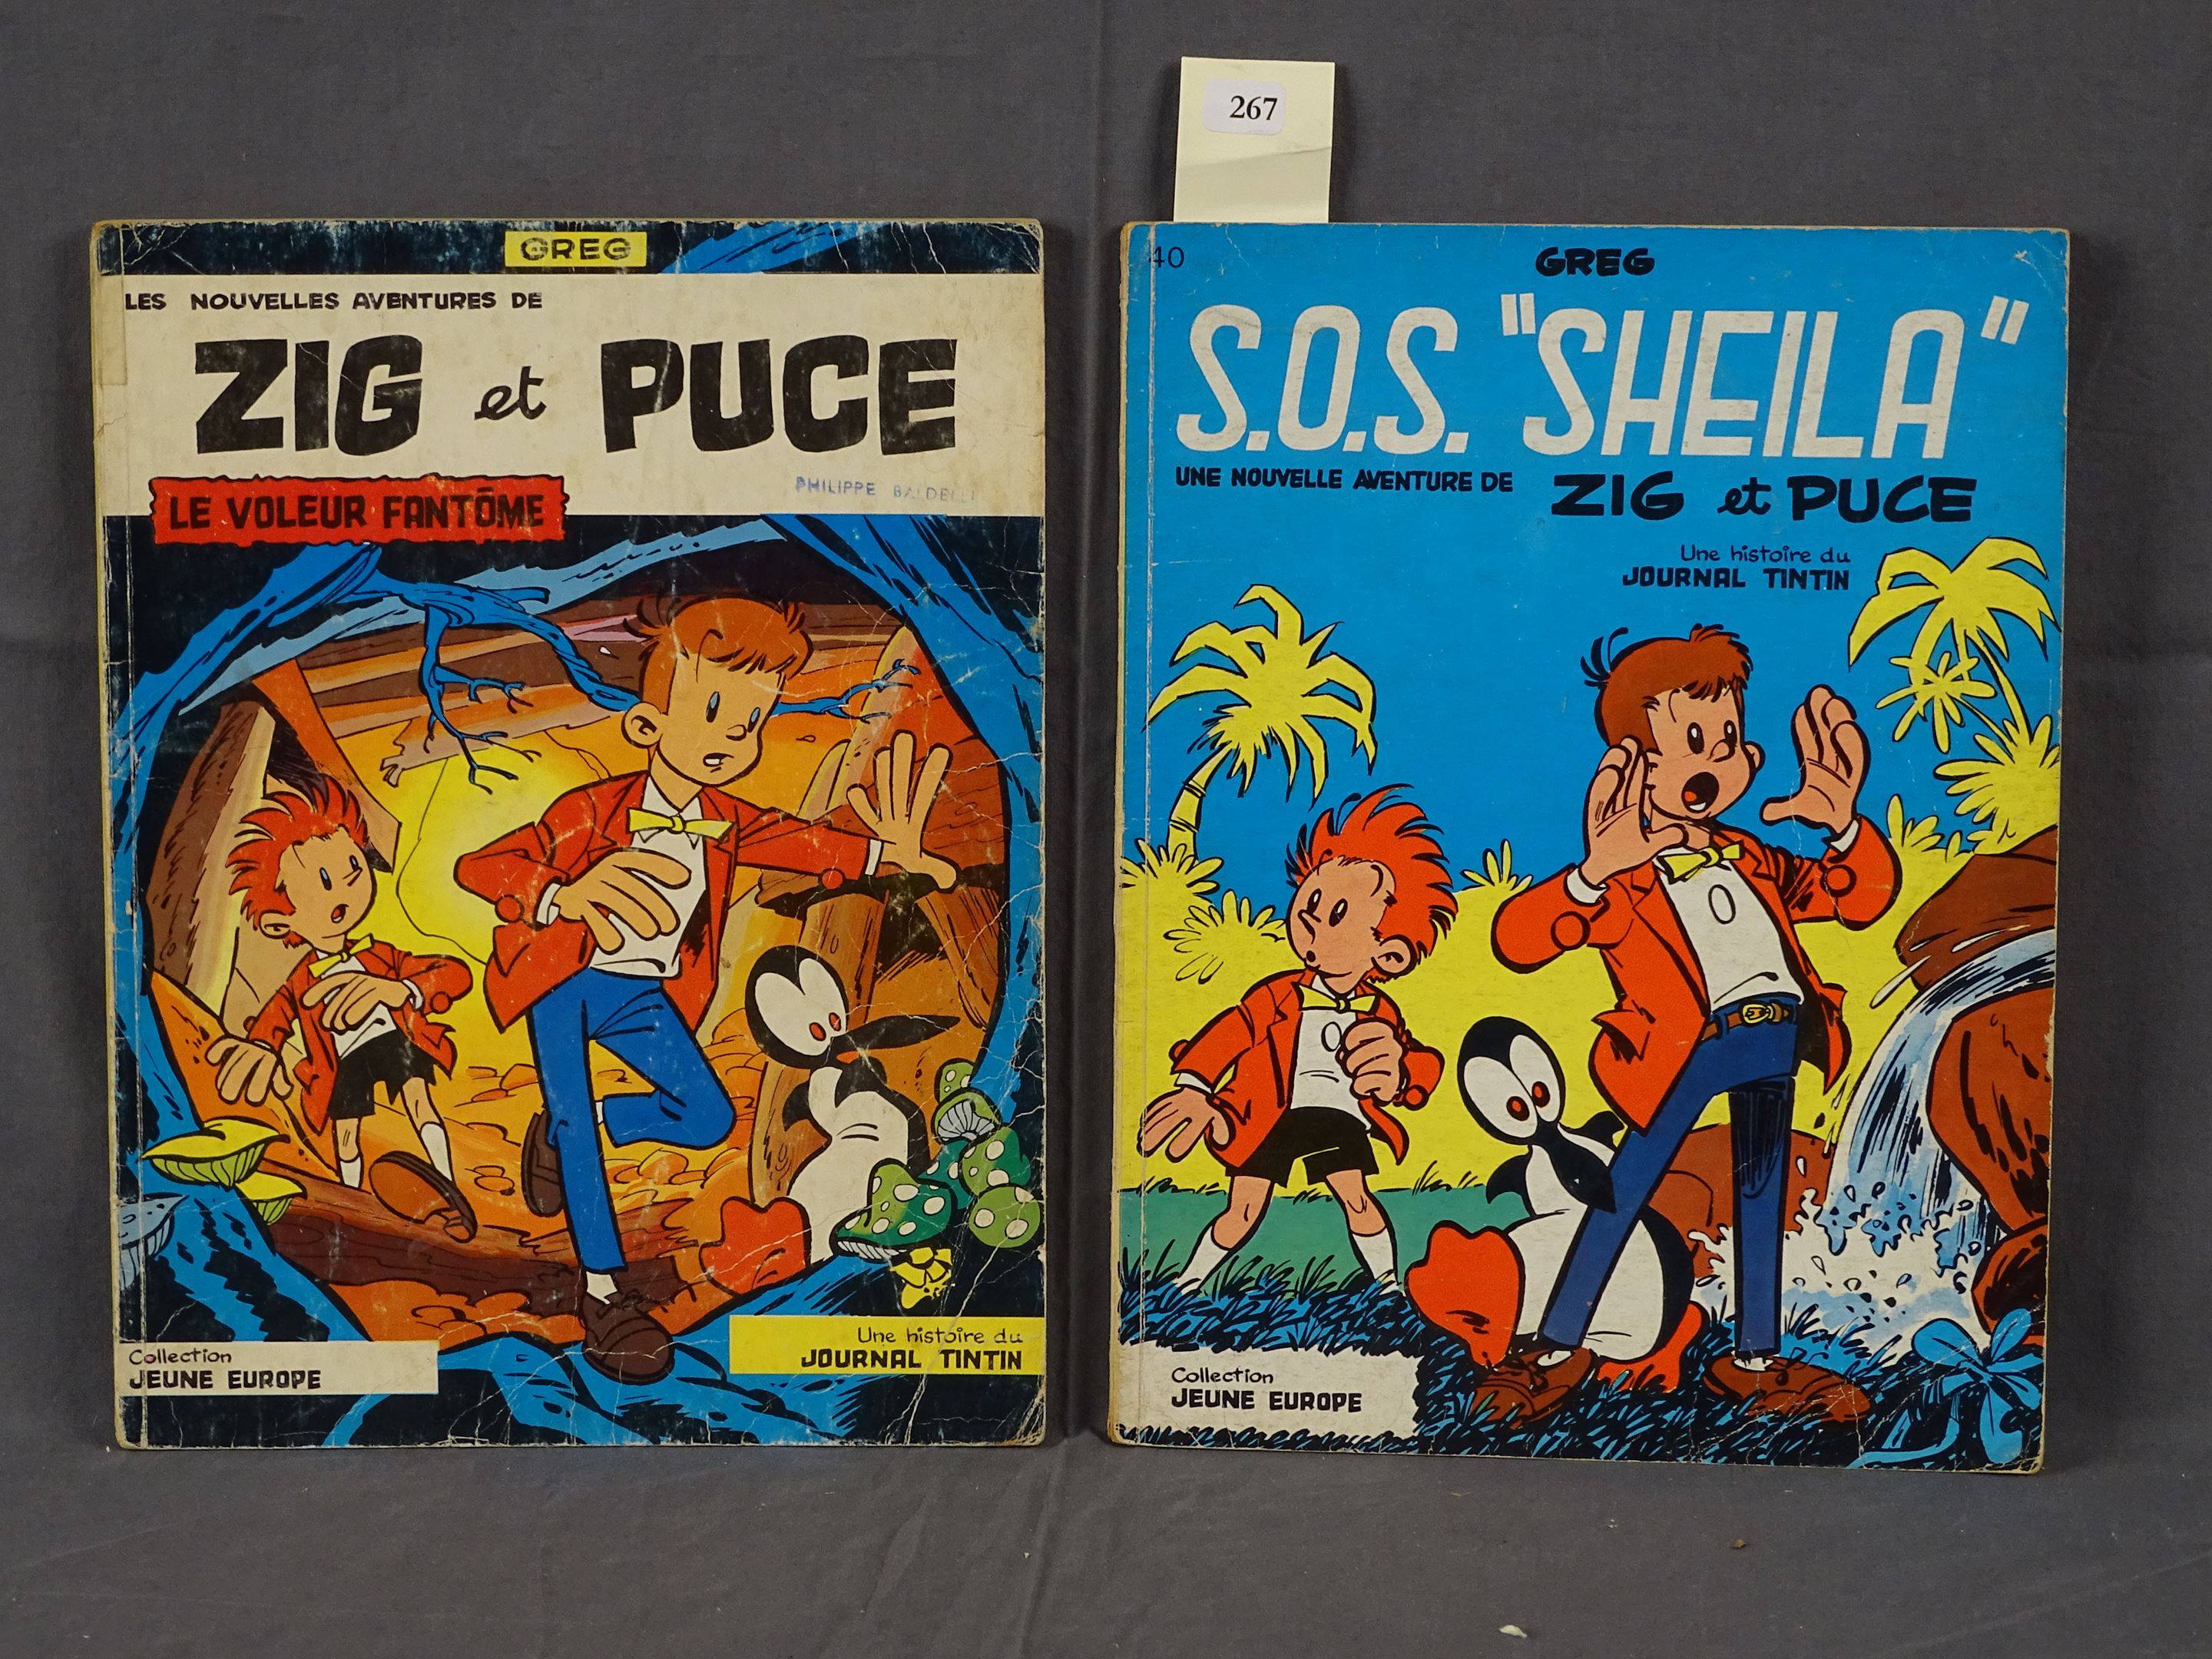 267
GREG
LES NOUVELLES AVENTURES DE
ZIG et PUCE
PHILIPPE BALDELLI
LE VOLEUR FANTÔME
Collection
JEUNE EUROPE
Une histoire du
JOURNAL TINTIN
40
GREG
S.O.S. "SHEILA"
UNE NOUVELLE AVENTURE DE ZIG et PUCE
Une histoire du
JOURNAL TINTIN
Collection
JEUNE EUROPE